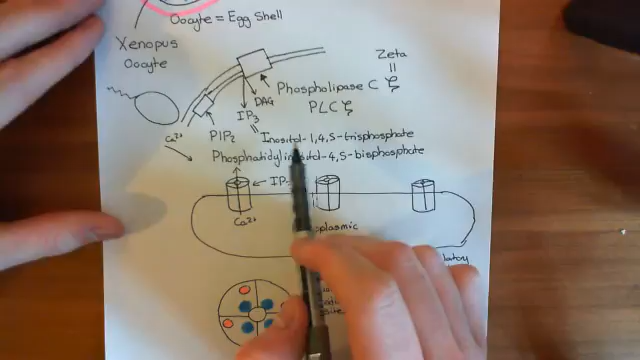 Oocyte = Egg Shell
Xenopus
Oocyte
Zeta
=
Phospholipase C ζ
DAG
PLC ζ
IP3
= Inositol-1,4,5-trisphosphate
Ca2+
PIP2
Phosphatidylinositol-4,5-bisphosphate
Ca2+